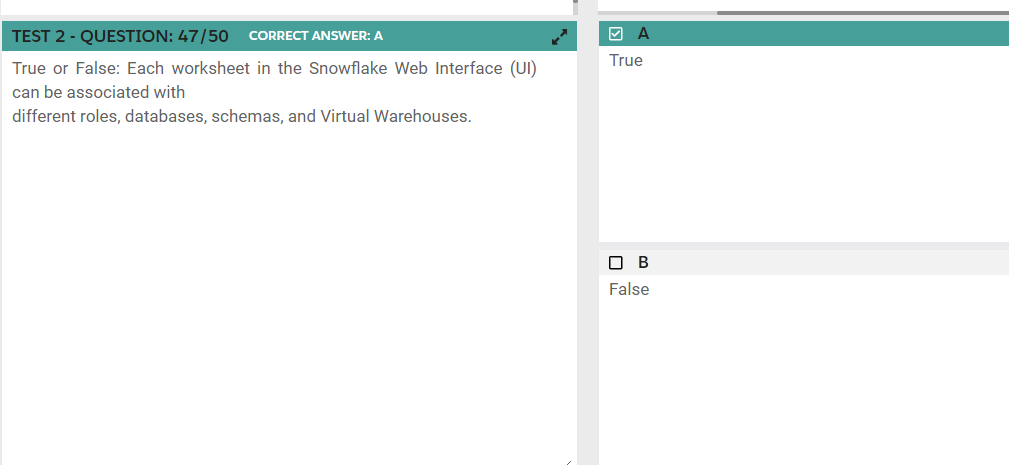 TEST 2 - QUESTION: 47/50 CORRECT ANSWER: A
True or False: Each worksheet in the Snowflake Web Interface (UI)
can be associated with
different roles, databases, schemas, and Virtual Warehouses.
A
True
B
False